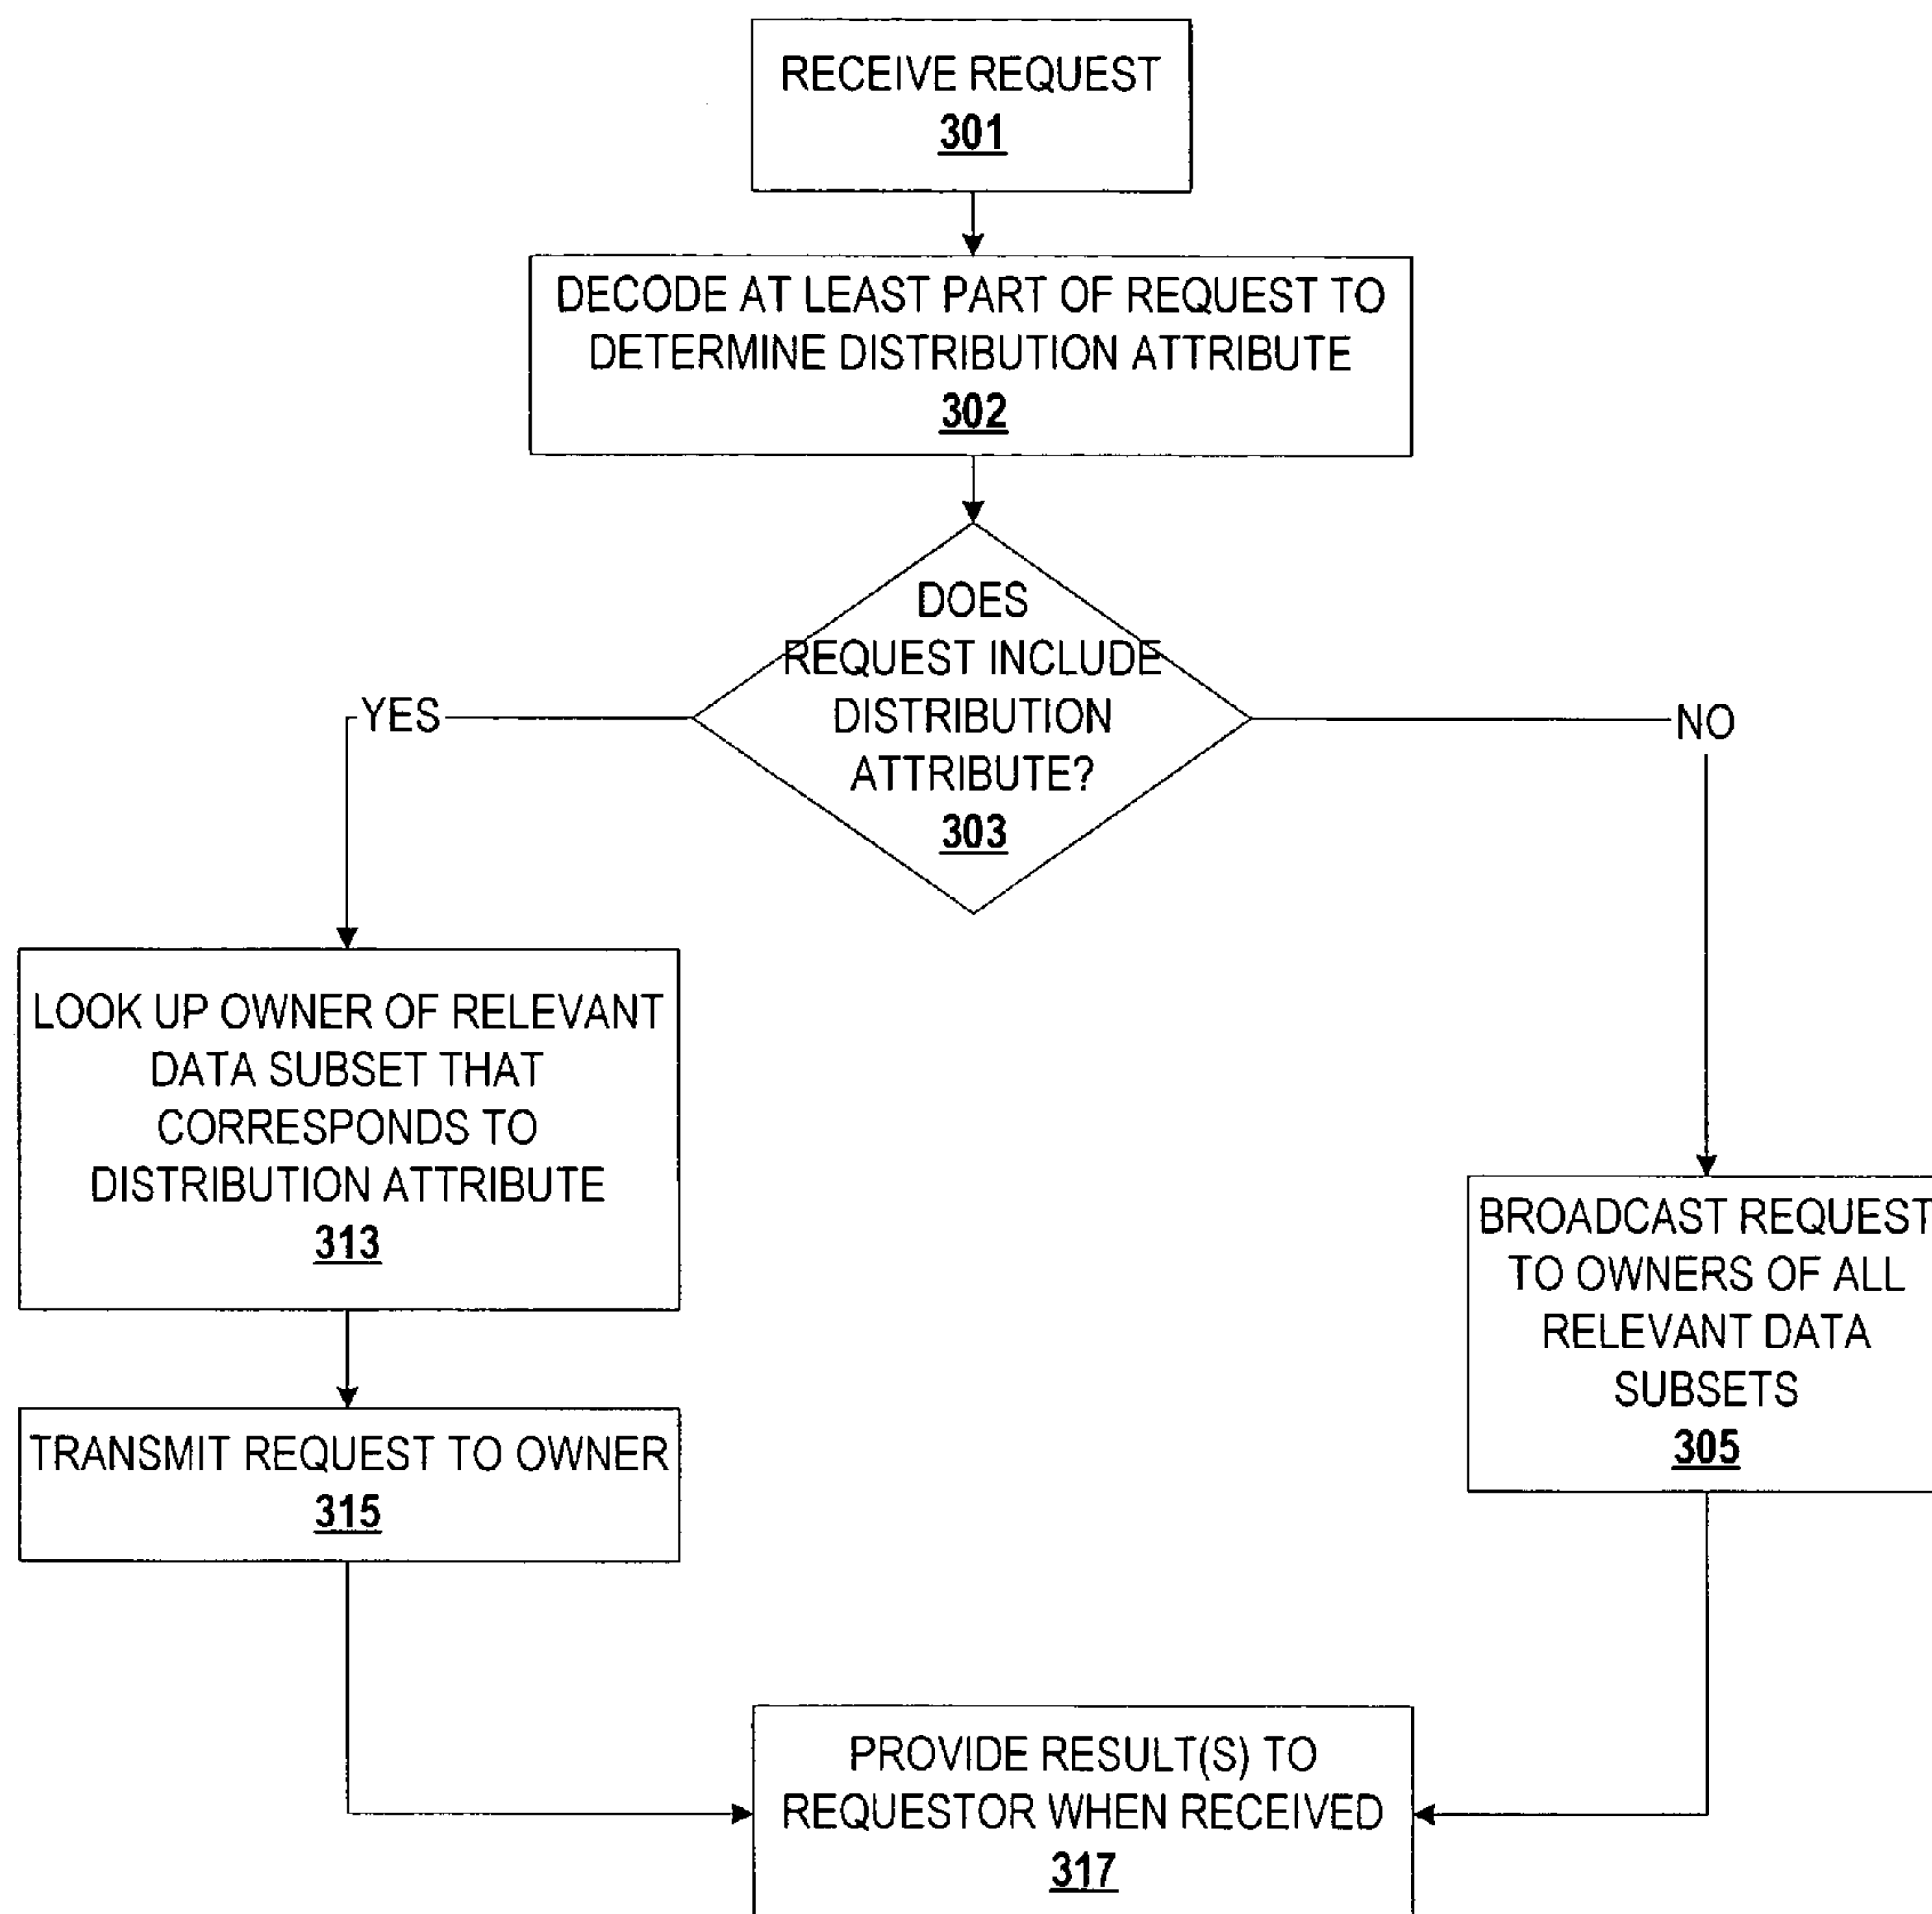 RECEIVE REQUEST
301
DECODE AT LEAST PART OF REQUEST TO
DETERMINE DISTRIBUTION ATTRIBUTE
302
DOES
REQUEST INCLUDE
DISTRIBUTION
ATTRIBUTE?
303
YES
NO
LOOK UP OWNER OF RELEVANT
DATA SUBSET THAT
CORRESPONDS TO
DISTRIBUTION ATTRIBUTE
313
TRANSMIT REQUEST TO OWNER
315
BROADCAST REQUEST
TO OWNERS OF ALL
RELEVANT DATA
SUBSETS
305
PROVIDE RESULT(S) TO
REQUESTOR WHEN RECEIVED
317